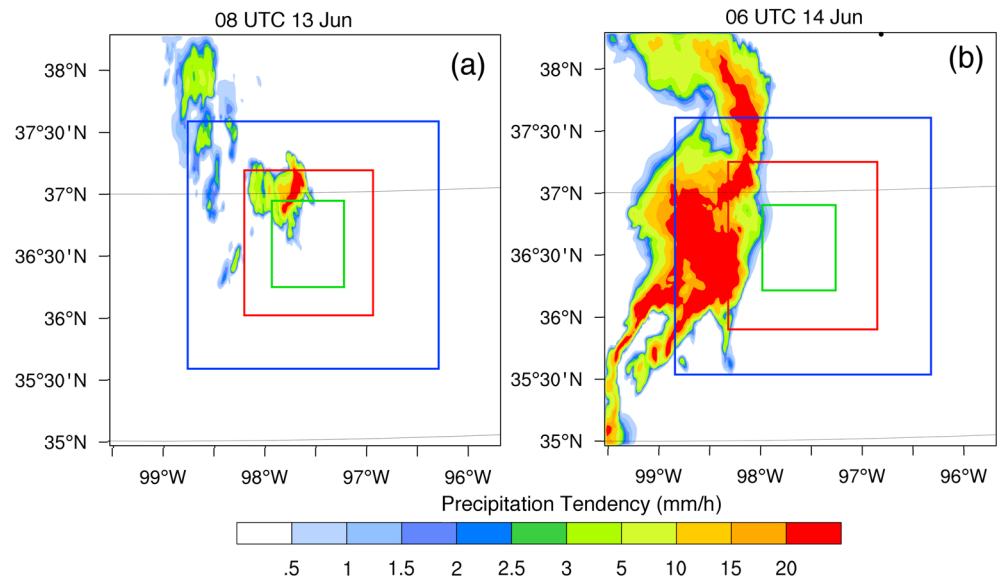 08 UTC 13 Jun
06 UTC 14 Jun
(a)
(b)
38°N
37°30'N
37°N
36°30'N
36°N
35°30'N
35°N
38°N
37°30'N
37°N
36°30'N
36°N
35°30'N
35°N
99°W 98°W 97°W 96°W
99°W 98°W 97°W 96°W
Precipitation Tendency (mm/h)
.5 1 1.5 2 2.5 3 5 10 15 20